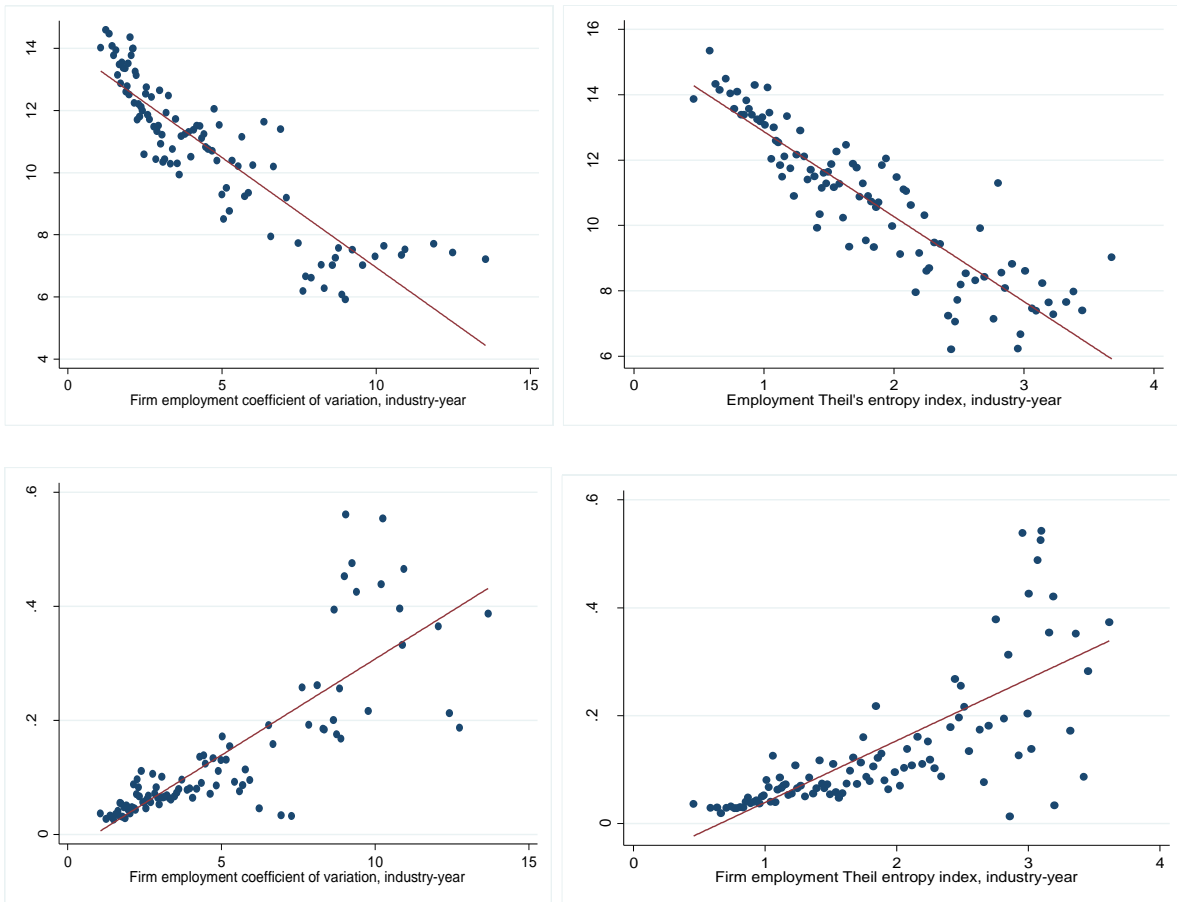 14
12
10
8
6
4
0 5 10 15
Firm employment coefficient of variation, industry-year
16
14
12
10
8
6
0 1 2 3 4
Employment Theil's entropy index, industry-year
.6
.4
.2
0
0 5 10 15
Firm employment coefficient of variation, industry-year
.6
.4
.2
0
0 1 2 3 4
Firm employment Theil entropy index, industry-year